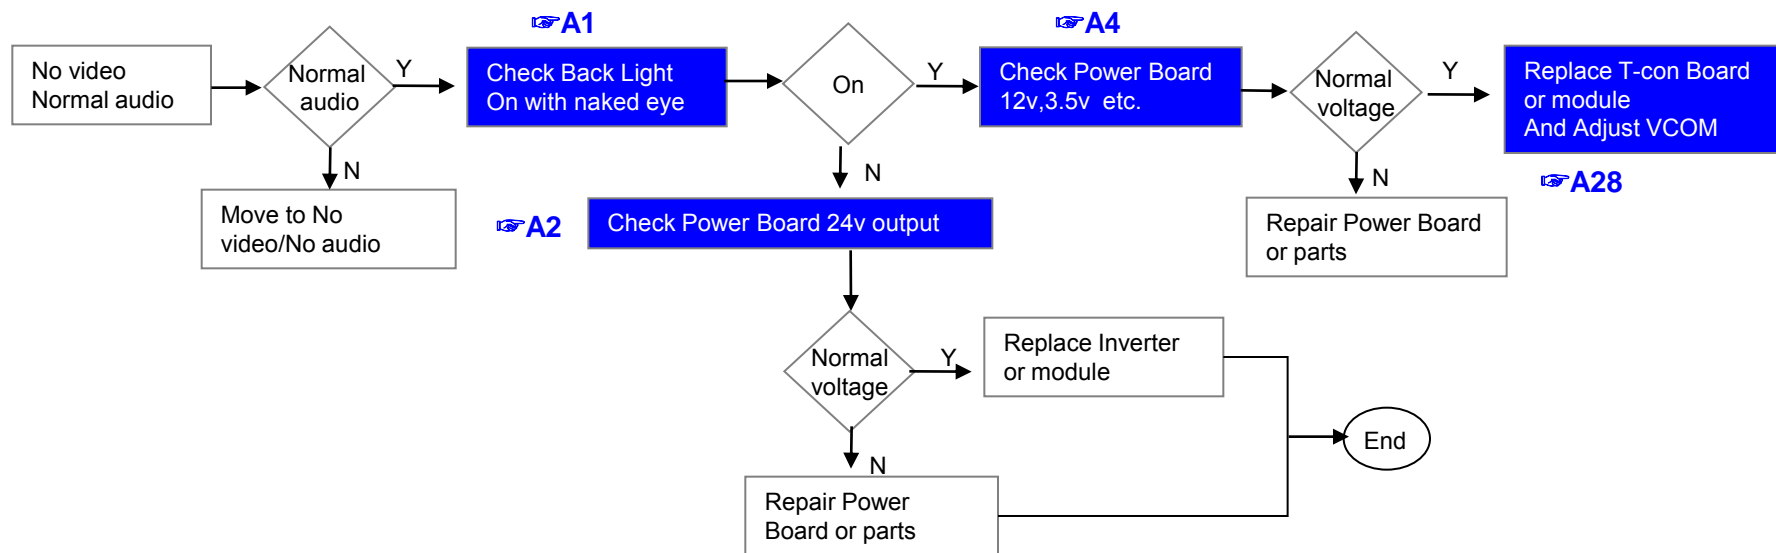 ☞A1
☞A4
No video
Normal audio
Normal
audio
Y
Check Back Light
On with naked eye
On
Y
Check Power Board
12v,3.5v  etc.
Normal
voltage
Y
Replace T-con Board
or module
And Adjust VCOM
N
N
N
☞A28
Move to No
video/No audio
☞A2
Check Power Board 24v output
Repair Power Board
or parts
Normal
voltage
Y
Replace Inverter
or module
End
N
Repair Power
Board or parts